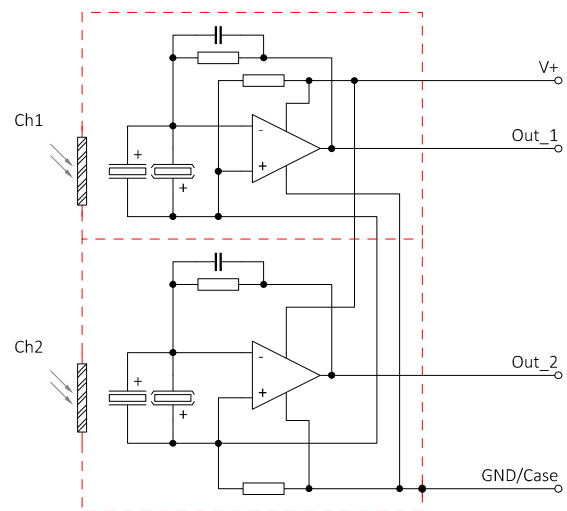 V+
Ch1
Out_1
-
+
+
+
Ch2
Out_2
-
+
+
+
GND/Case